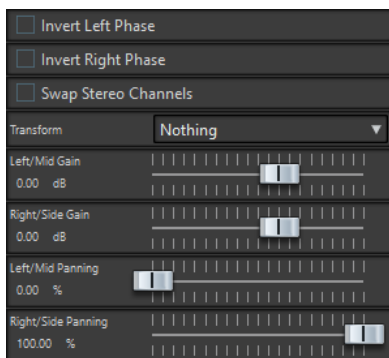 Invert Left Phase
Invert Right Phase
Swap Stereo Channels
Transform Nothing
Left/Mid Gain
0.00 dB
Right/Side Gain
0.00 dB
Left/Mid Panning
0.00 %
Right/Side Panning
100.00 %